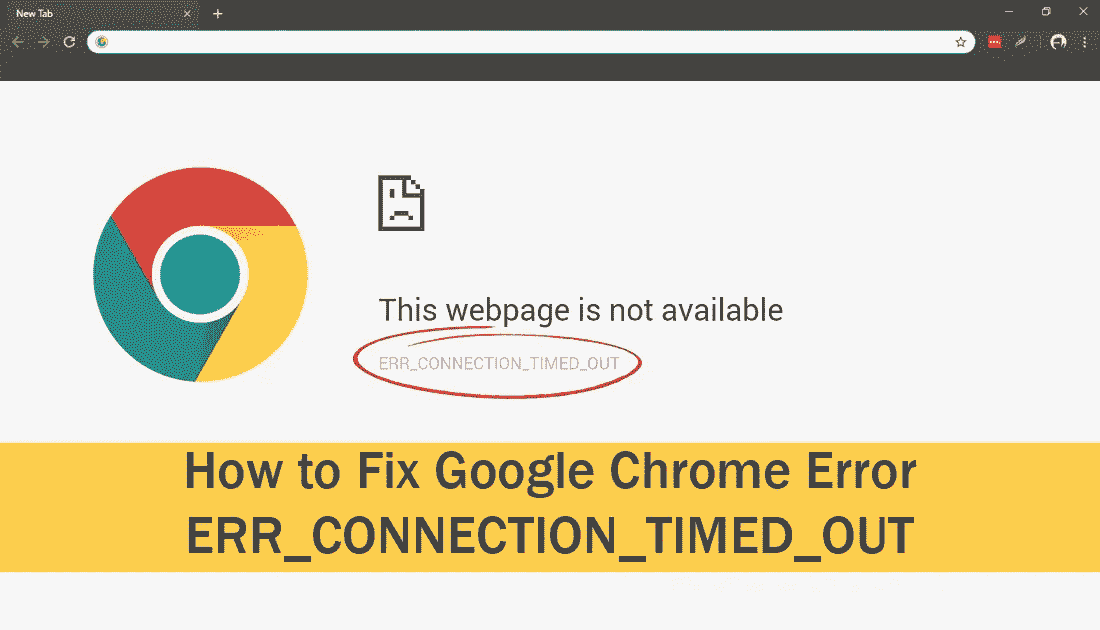 New Tab
This webpage is not available
ERR_CONNECTION_TIMED_OUT
How to Fix Google Chrome Error
ERR_CONNECTION_TIMED_OUT